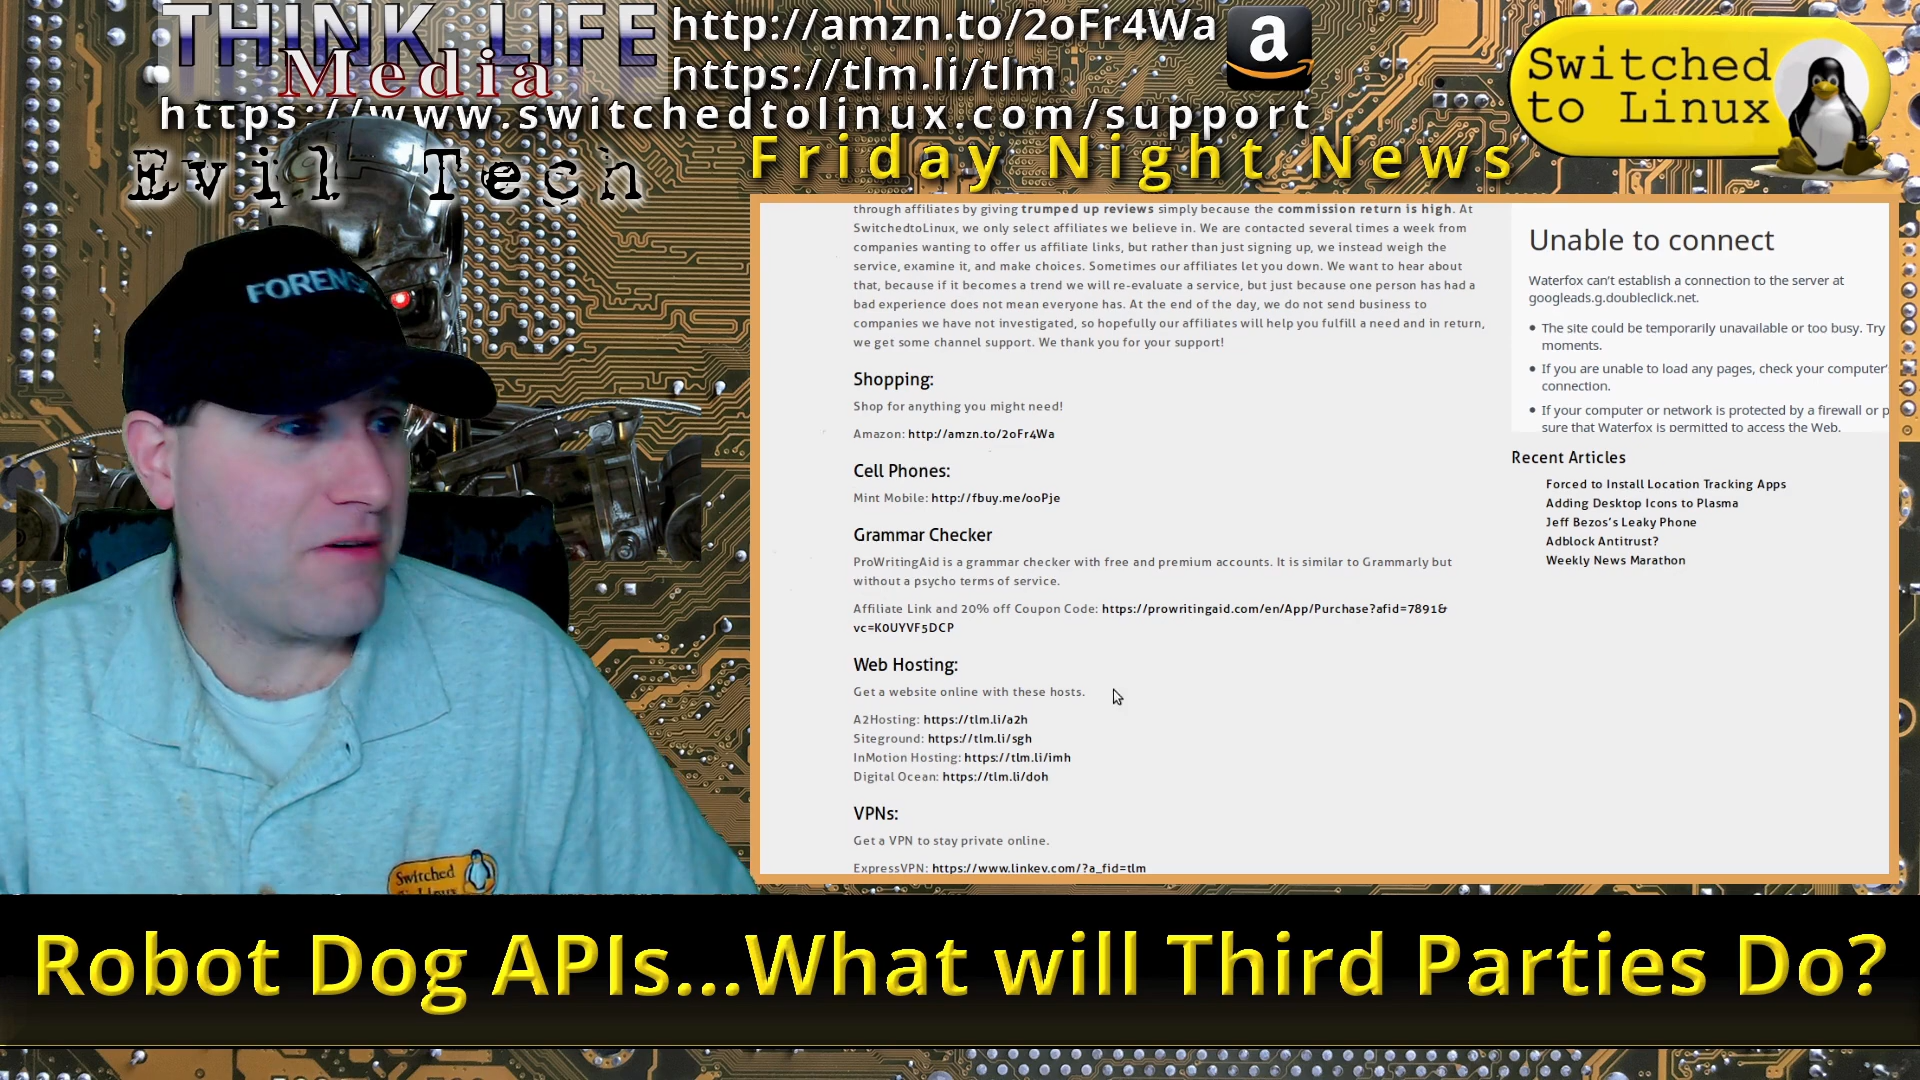 THINK LIFE
Media
http://amzn.to/2oFr4Wa
https://tlm.li/tlm
https://www.switchedtolinux.com/support
a
Switched
to Linux
Evil Tech
Friday Night News
FORENS
through affiliates by giving trumped up reviews simply because the commission return is high. At
SwitchedtoLinux, we only select affiliates we believe in. We are contacted several times a week from
companies wanting to offer us affiliate links, but rather than just signing up, we instead weigh the
service, examine it, and make choices. Sometimes our affiliates let you down. We want to hear about
that, because if it becomes a trend we will re-evaluate a service, but just because one person has had a
bad experience does not mean everyone has. At the end of the day, we do not send business to
companies we have not investigated, so hopefully our affiliates will help you fulfill a need and in return,
we get some channel support. We thank you for your support!
Shopping:
Shop for anything you might need!
Amazon: http://amzn.to/2oFr4Wa
Cell Phones:
Mint Mobile: http://fbuy.me/ooPje
Grammar Checker
ProWritingAid is a grammar checker with free and premium accounts. It is similar to Grammarly but
without a psycho terms of service.
Affiliate Link and 20% off Coupon Code: https://prowritingaid.com/en/App/Purchase?afid=7891&
vc=K0UYVF5DCP
Web Hosting:
Get a website online with these hosts.
A2Hosting: https://tlm.li/a2h
Siteground: https://tlm.li/sgh
InMotion Hosting: https://tlm.li/imh
Digital Ocean: https://tlm.li/doh
VPNs:
Get a VPN to stay private online.
ExpressVPN: https://www.linkev.com/?a_fid=tlm
Unable to connect
Waterfox can't establish a connection to the server at
googleads.g.doubleclick.net.
The site could be temporarily unavailable or too busy. Try
moments.
If you are unable to load any pages, check your computer'
connection.
If your computer or network is protected by a firewall or p
sure that Waterfox is permitted to access the Web.
Recent Articles
Forced to Install Location Tracking Apps
Adding Desktop Icons to Plasma
Jeff Bezos's Leaky Phone
Adblock Antitrust?
Weekly News Marathon
Switched
to Linux
Robot Dog APIs...What will Third Parties Do?